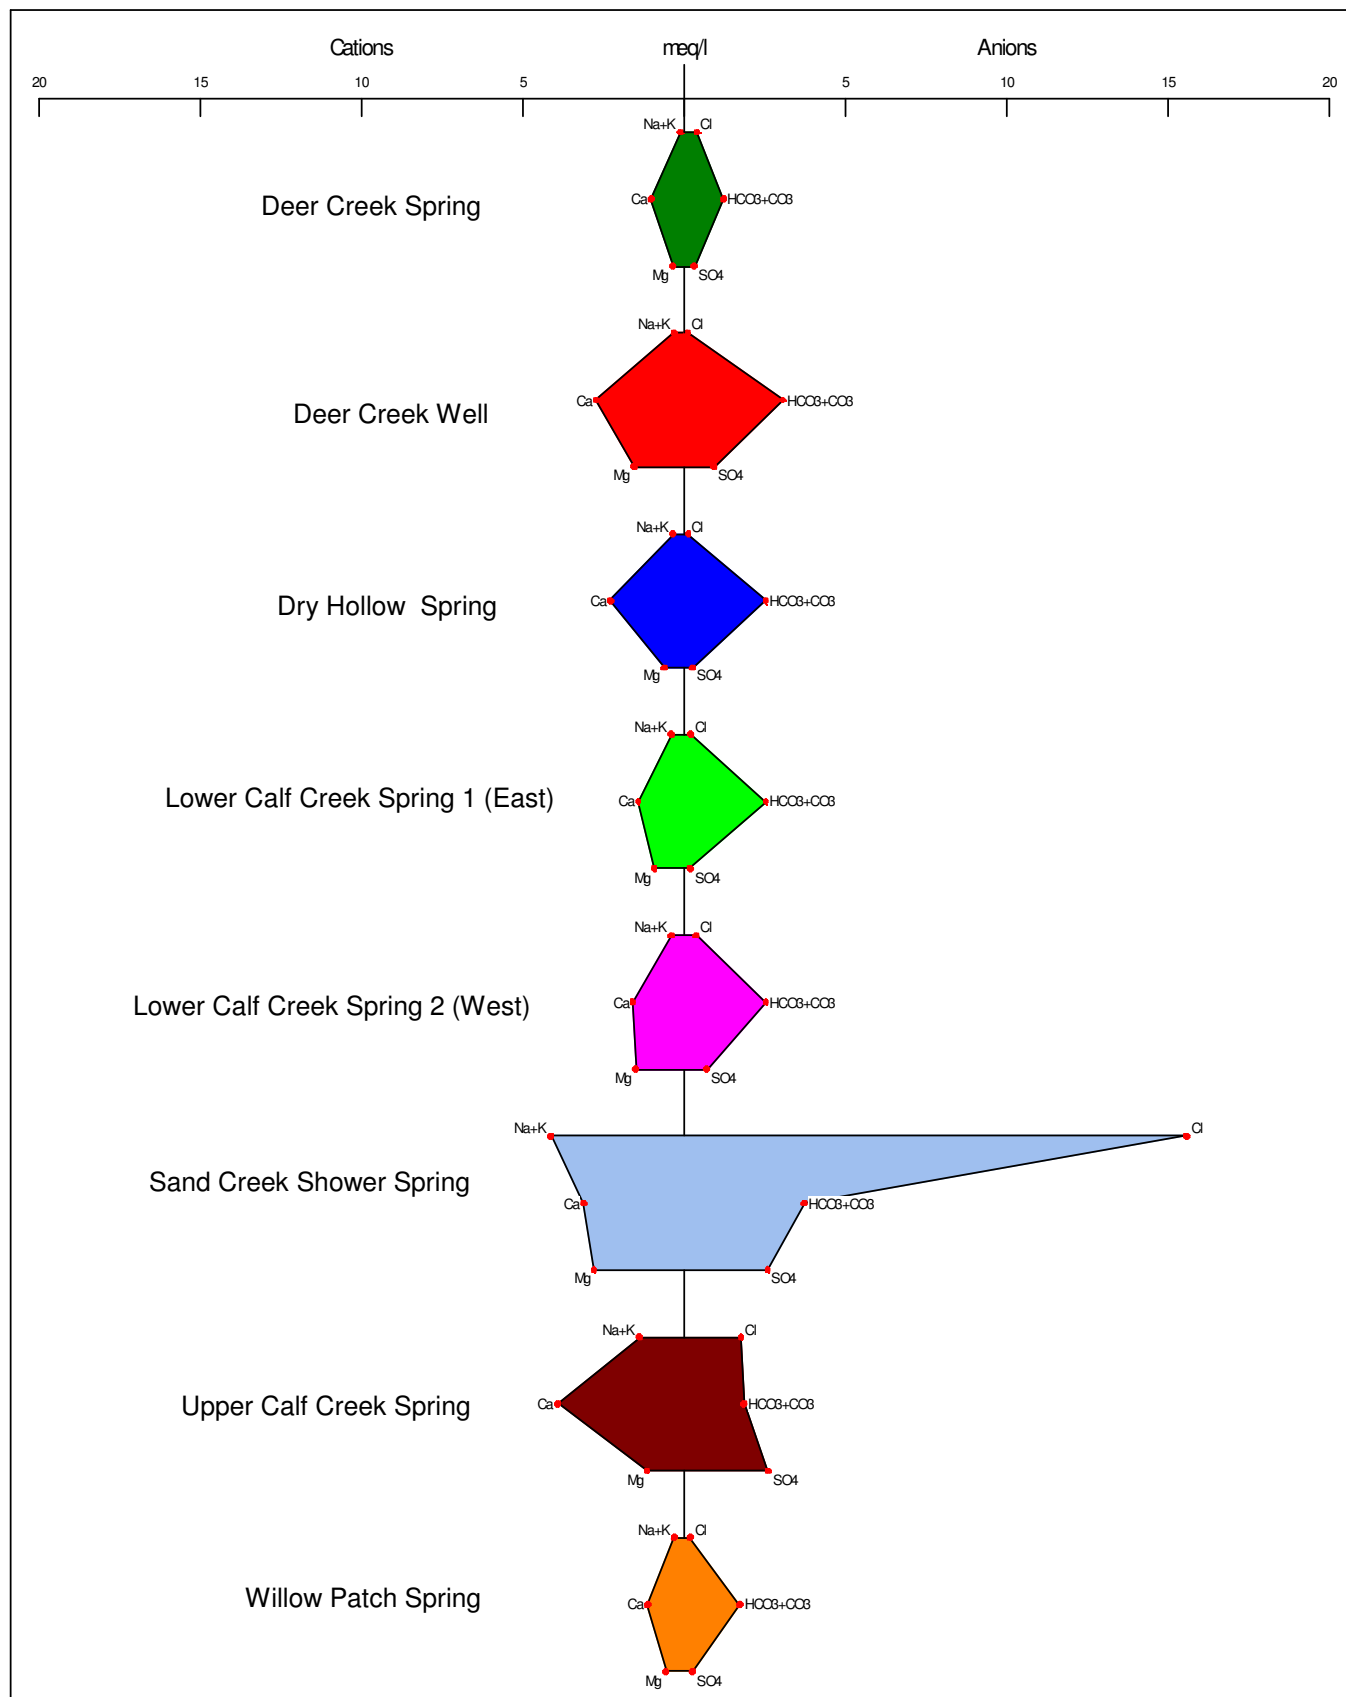 Cations meq/l Anions
20 15 10 5 5 10 15 20
Na+K Cl
Deer Creek Spring Ca HCO3+CO3
Mg SO4
Na+K Cl
Deer Creek Well Ca HCO3+CO3
Mg SO4
Na+K Cl
Dry Hollow Spring Ca HCO3+CO3
Mg SO4
Na+K Cl
Lower Calf Creek Spring 1 (East) Ca HCO3+CO3
Mg SO4
Na+K Cl
Lower Calf Creek Spring 2 (West) Ca HCO3+CO3
Mg SO4
Na+K Cl
Sand Creek Shower Spring Ca HCO3+CO3
Mg SO4
Na+K Cl
Upper Calf Creek Spring Ca HCO3+CO3
Mg SO4
Na+K Cl
Willow Patch Spring Ca HCO3+CO3
Mg SO4